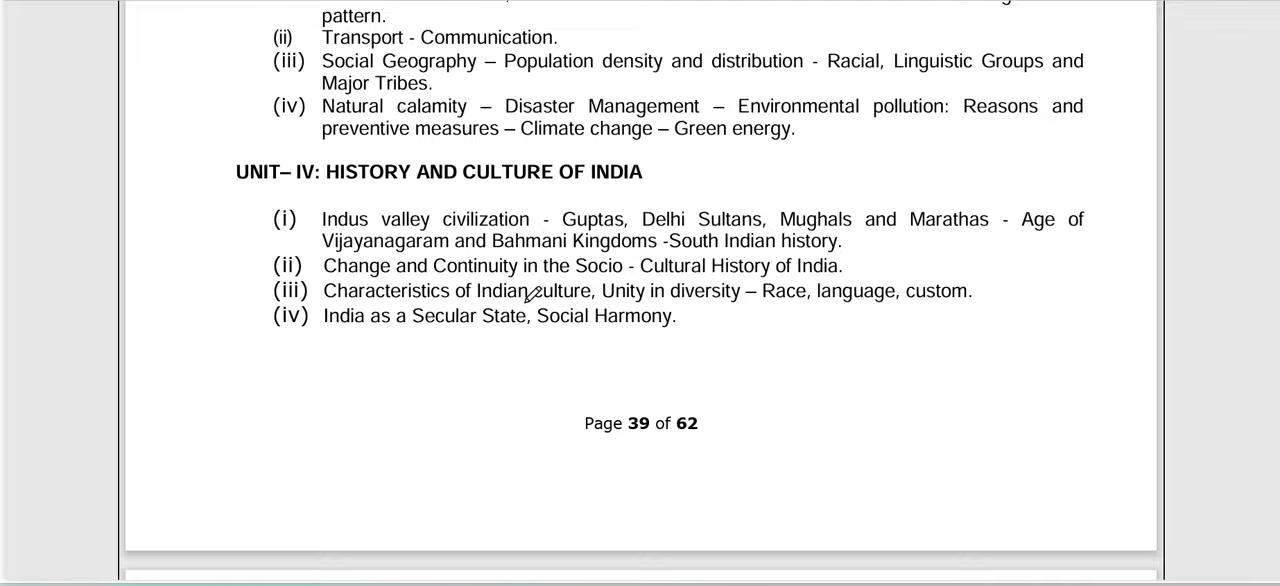 pattern.
(ii) Transport - Communication.
(iii) Social Geography – Population density and distribution - Racial, Linguistic Groups and
Major Tribes.
(iv) Natural calamity – Disaster Management – Environmental pollution: Reasons and
preventive measures – Climate change – Green energy.
UNIT– IV: HISTORY AND CULTURE OF INDIA
(i) Indus valley civilization - Guptas, Delhi Sultans, Mughals and Marathas - Age of
Vijayanagaram and Bahmani Kingdoms -South Indian history.
(ii) Change and Continuity in the Socio - Cultural History of India.
(iii) Characteristics of Indian culture, Unity in diversity – Race, language, custom.
(iv) India as a Secular State, Social Harmony.
Page 39 of 62